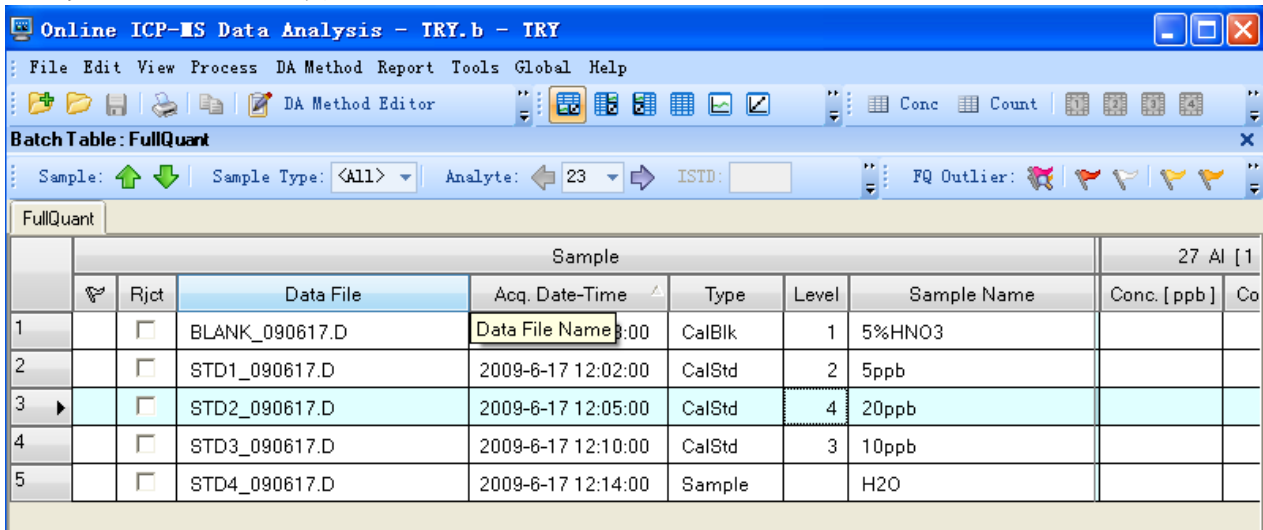 Online ICP-MS Data Analysis - TRY.b - TRY
File Edit View Process DA Method Report Tools Global Help
DA Method Editor Conc Count 1 2 3 4
Batch Table : FullQuant
Sample: Sample Type: <All> Analyte: 23 ISTD: FQ Outlier:
FullQuant
Sample 27 Al [ 1
Rjct Data File Acq. Date-Time Type Level Sample Name Conc. [ ppb ] Co
1 BLANK_090617.D Data File Name :00 CalBlk 1 5%HNO3
2 STD1_090617.D 2009-6-17 12:02:00 CalStd 2 5ppb
3 STD2_090617.D 2009-6-17 12:05:00 CalStd 4 20ppb
4 STD3_090617.D 2009-6-17 12:10:00 CalStd 3 10ppb
5 STD4_090617.D 2009-6-17 12:14:00 Sample H2O